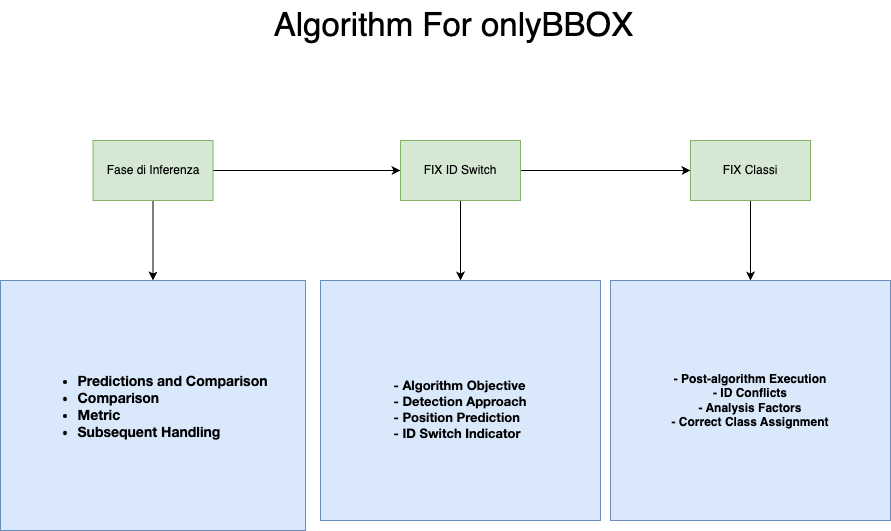 Algorithm For onlyBBOX
Fase di Inferenza
FIX ID Switch
FIX Classi
• Predictions and Comparison
• Comparison
• Metric
• Subsequent Handling
- Algorithm Objective
- Detection Approach
- Position Prediction
- ID Switch Indicator
- Post-algorithm Execution
- ID Conflicts
- Analysis Factors
- Correct Class Assignment